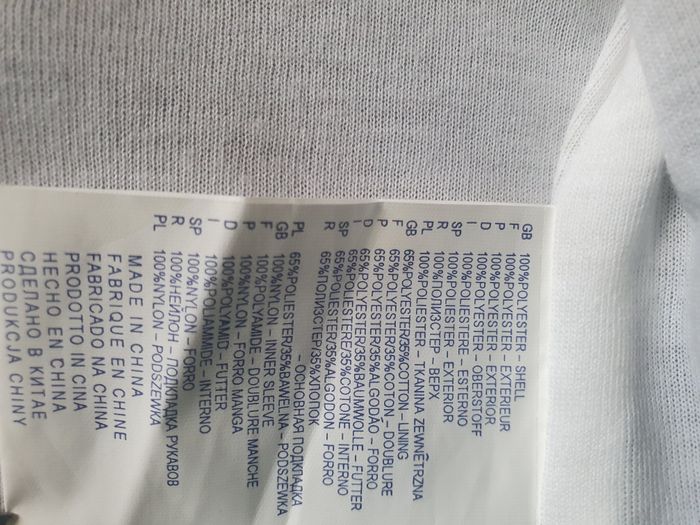 GB 100%POLYESTER – SHELL
F 100%POLYESTER – EXTERIEUR
P 100%POLIESTER – EXTERIOR
D 100%POLYESTER – OBERSTOFF
I 100%POLIESTERE – ESTERNO
SP 100%POLIESTER – EXTERIOR
R 100%ПОЛИЭСТЕР – ВЕРХ
PL 100%POLIESTER – TKANINA ZEWNĘTRZNA
GB 65%POLYESTER/35%COTTON – LINING
F 65%POLYESTER/35%COTON_ DOUBLURE
P 65%POLYESTER/35%ALGODÃO – FORRO
D 65%POLYESTER/35%BAUMWOLLE – FUTTER
I 65%POLIESTERE/35%COTONE – INTERNO
SP 65%POLIESTER/35%ALGODON – FORRO
R 65%ПОЛИЭСТЕР/35%ХЛОПОК
– ОСНОВНАЯ ПОДКЛАДКА
PL 65%POLIESTER/35%BAWELNA – PODSZEWKA
GB 100%NYLON – INNER SLEEVE
F 100%POLYAMIDE – DOUBLURE MANCHE
P 100%NYLON – FORRO MANGA
D 100%POLYAMID – FUTTER
I 100%POLIAMMIDE – INTERNO
SP 100%NYLON – FORRO
R 100%НЕЙЛОН – ПОДКЛАДКА РУКАВОВ
PL 100%NYLON – PODSZEWKA
MADE IN CHINA
FABRIQUE EN CHINE
FABRICADO NA CHINA
PRODOTTO IN CINA
HECHO EN CHINA
СДЕЛАНО В КИТАЕ
PRODUKCJA CHINY